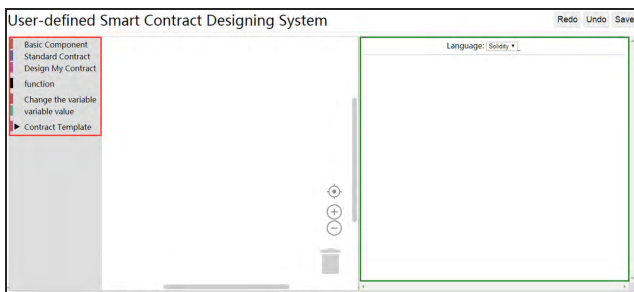 User-defined Smart Contract Designing System
Redo Undo Save
Basic Component
Standard Contract
Design My Contract
function
Change the variable
variable value
Contract Template
Language: Solidity